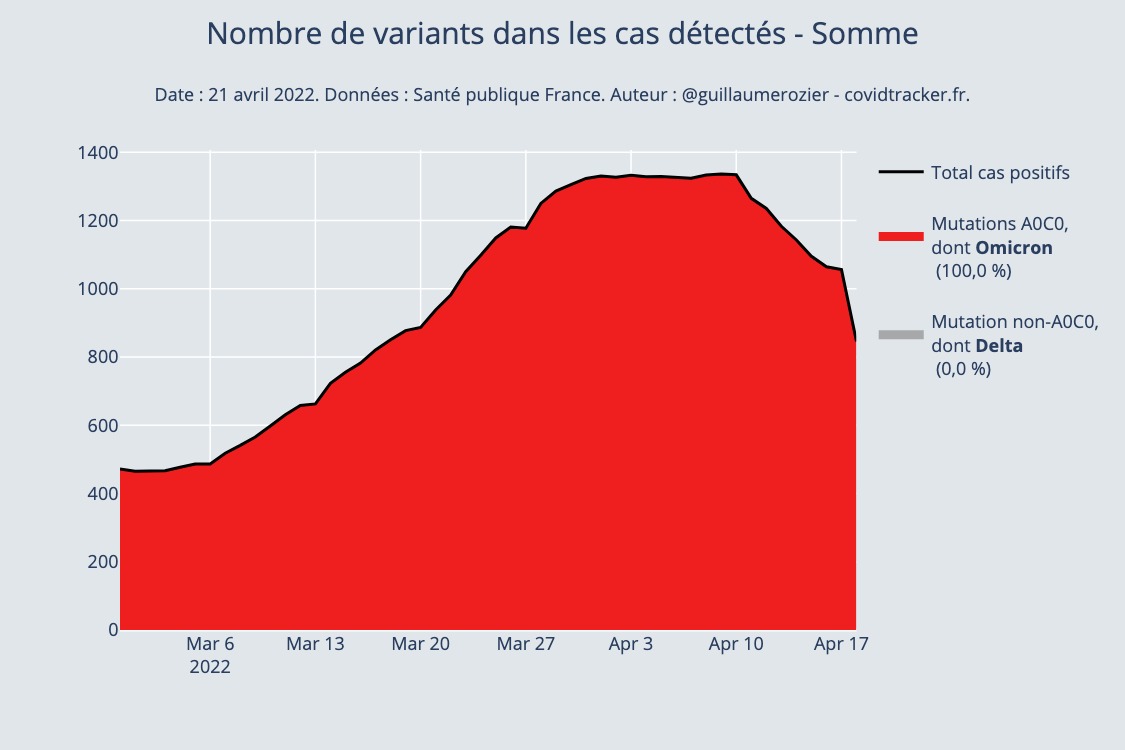 Nombre de variants dans les cas détectés - Somme
Date : 21 avril 2022. Données : Santé publique France. Auteur : @guillaumerozier - covidtracker.fr.
1400
1200
1000
800
600
400
200
0
Mar 6
2022
Mar 13
Mar 20
Mar 27
Apr 3
Apr 10
Apr 17
Total cas positifs
Mutations A0C0,
dont Omicron
(100,0 %)
Mutation non-A0C0,
dont Delta
(0,0 %)